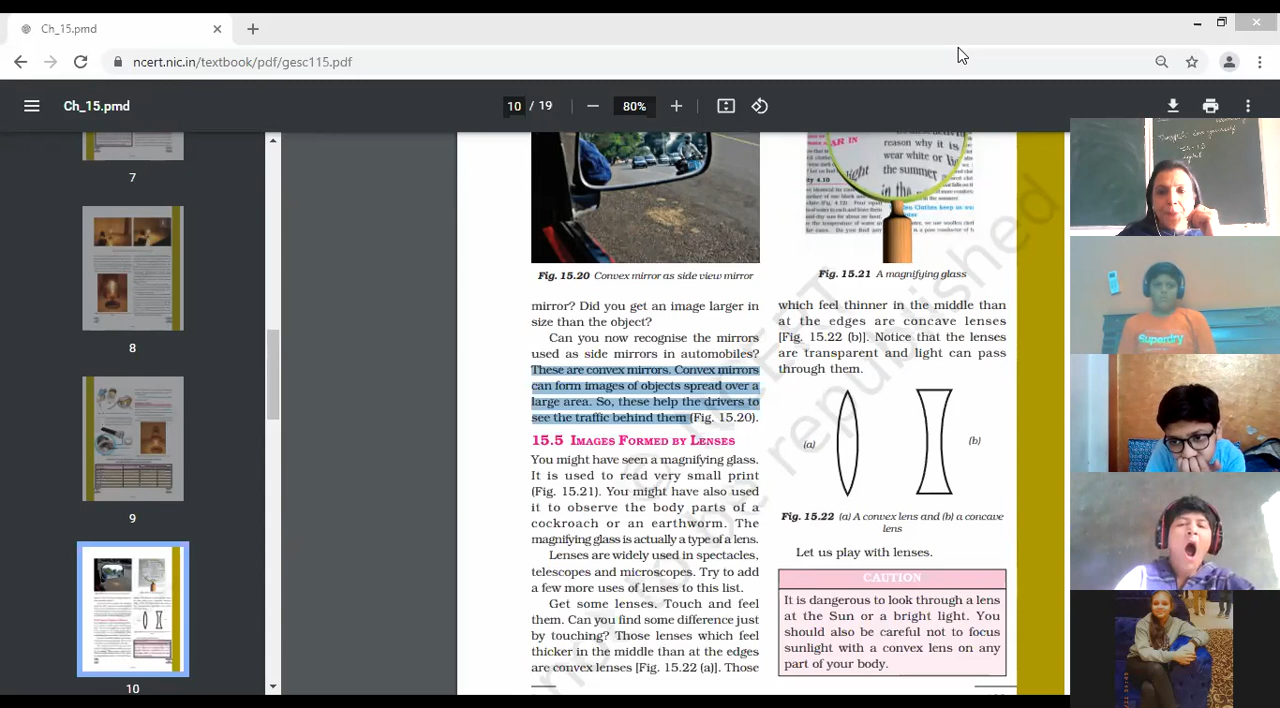 Ch_15.pmd
ncert.nic.in/textbook/pdf/gesc115.pdf
Ch_15.pmd
10 / 19
80%
7
8
9
10
Fig. 15.20 Convex mirror as side view mirror
mirror? Did you get an image larger in
size than the object?
Can you now recognise the mirrors
used as side mirrors in automobiles?
These are convex mirrors. Convex mirrors
can form images of objects spread over a
large area. So, these help the drivers to
see the traffic behind them (Fig. 15.20).
15.5 IMAGES FORMED BY LENSES
You might have seen a magnifying glass.
It is used to read very small print
(Fig. 15.21). You might have also used
it to observe the body parts of a
cockroach or an earthworm. The
magnifying glass is actually a type of a lens.
Lenses are widely used in spectacles,
telescopes and microscopes. Try to add
a few more uses of lenses to this list.
Get some lenses. Touch and feel
them. Can you find some difference just
by touching? Those lenses which feel
thicker in the middle than at the edges
are convex lenses [Fig. 15.22 (a)]. Those
reason why it is
wear white or
the summer
light
in the
Fig. 15.21 A magnifying glass
which feel thinner in the middle than
at the edges are concave lenses
[Fig. 15.22 (b)]. Notice that the lenses
are transparent and light can pass
through them.
(a)
(b)
Fig. 15.22 (a) A convex lens and (b) a concave
lens
Let us play with lenses.
CAUTION
It is dangerous to look through a lens
at the Sun or a bright light. You
should also be careful not to focus
sunlight with a convex lens on any
part of your body.
republished
Superdry